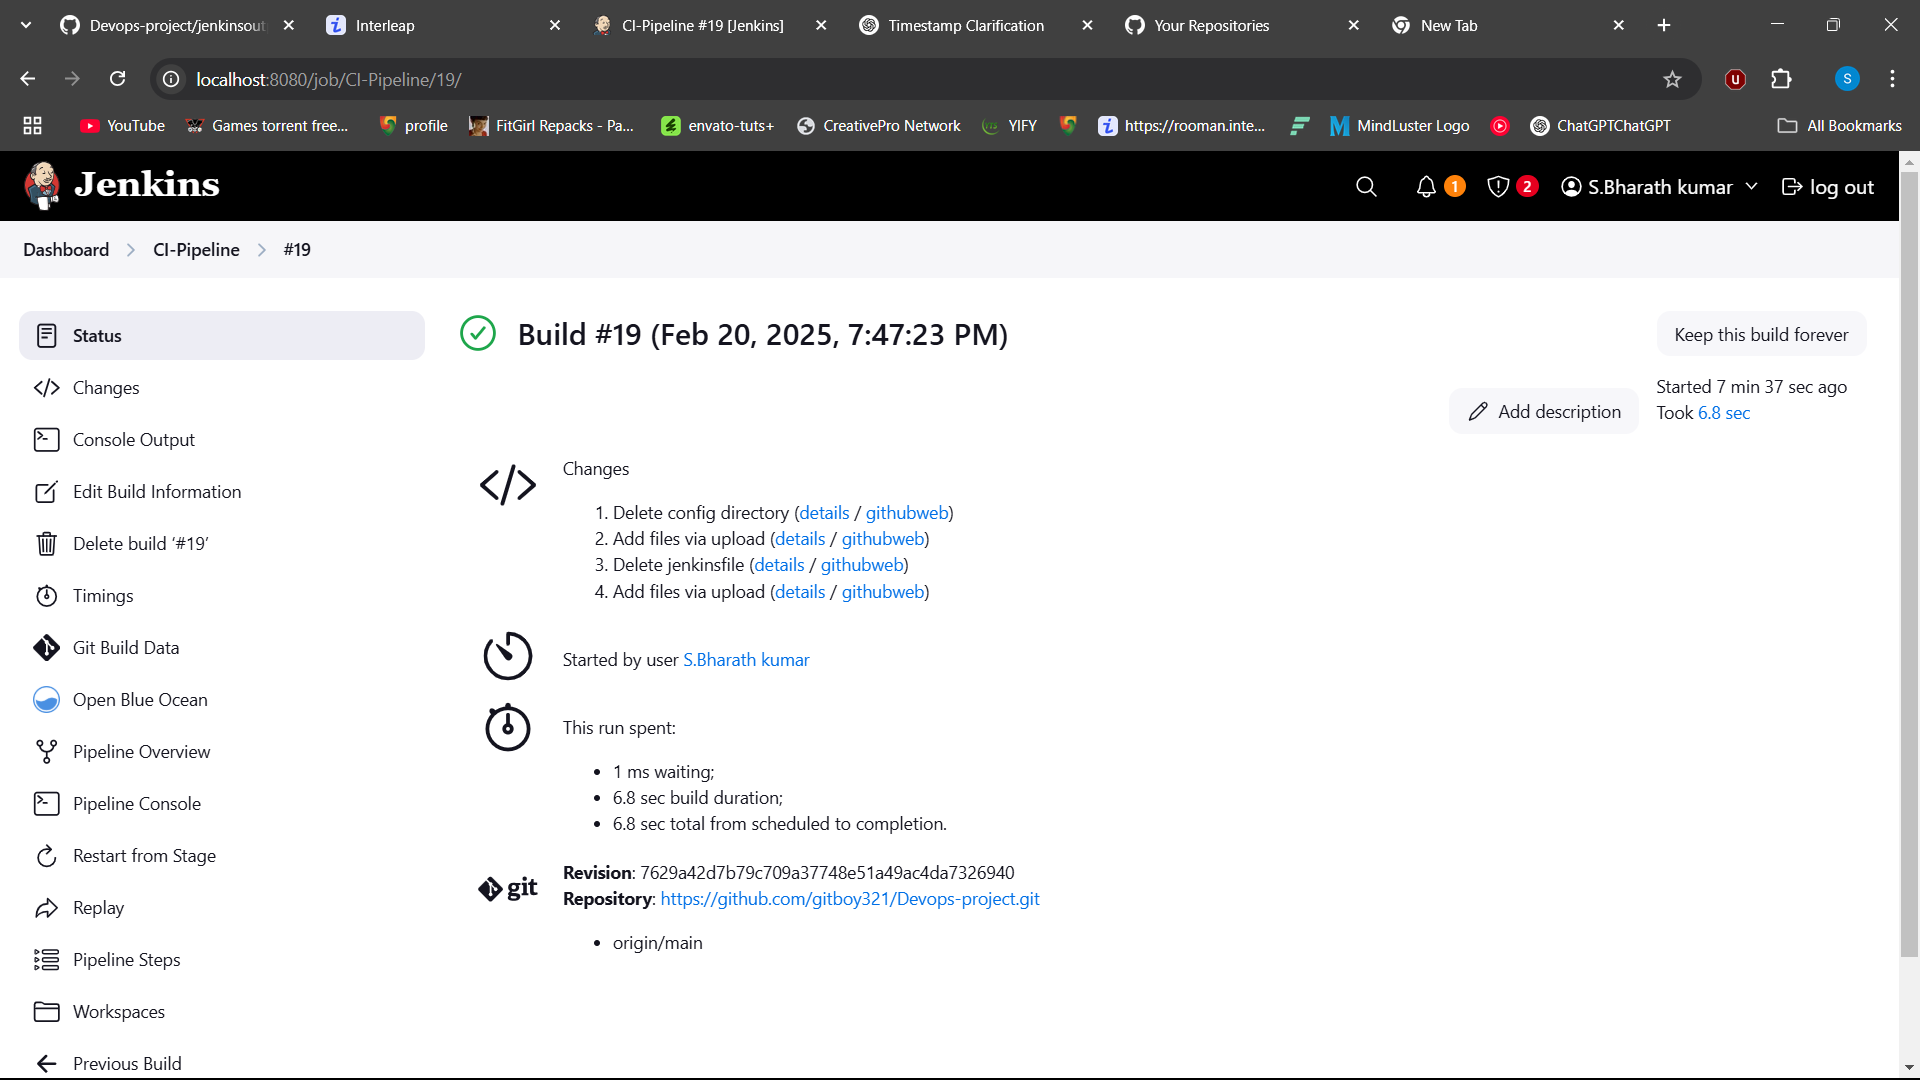 Devops-project/jenkinsout
Interleap
CI-Pipeline #19 [Jenkins]
Timestamp Clarification
Your Repositories
New Tab
localhost:8080/job/CI-Pipeline/19/
S
YouTube
Games torrent free...
profile
FitGirl Repacks - Pa...
envato-tuts+
CreativePro Network
YIFY
https://rooman.inte...
MindLuster Logo
ChatGPTChatGPT
All Bookmarks
Jenkins
1
2
S.Bharath kumar
log out
Dashboard
CI-Pipeline
#19
Status
Changes
Console Output
Edit Build Information
Delete build ‘#19’
Timings
Git Build Data
Open Blue Ocean
Pipeline Overview
Pipeline Console
Restart from Stage
Replay
Pipeline Steps
Workspaces
Previous Build
Build #19 (Feb 20, 2025, 7:47:23 PM)
Keep this build forever
Add description
Started 7 min 37 sec ago
Took 6.8 sec
Changes
1. Delete config directory (details / githubweb)
2. Add files via upload (details / githubweb)
3. Delete jenkinsfile (details / githubweb)
4. Add files via upload (details / githubweb)
Started by user S.Bharath kumar
This run spent:
• 1 ms waiting;
• 6.8 sec build duration;
• 6.8 sec total from scheduled to completion.
git
Revision: 7629a42d7b79c709a37748e51a49ac4da7326940
Repository: https://github.com/gitboy321/Devops-project.git
• origin/main